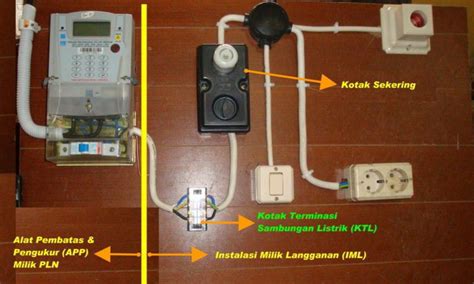 Kotak Sekering
Kotak Terminasi
Sambungan Listrik (KTL)
Alat Pembatas &
Pengukur (APP)
Milik PLN
Instalasi Milik Langganan (IML)